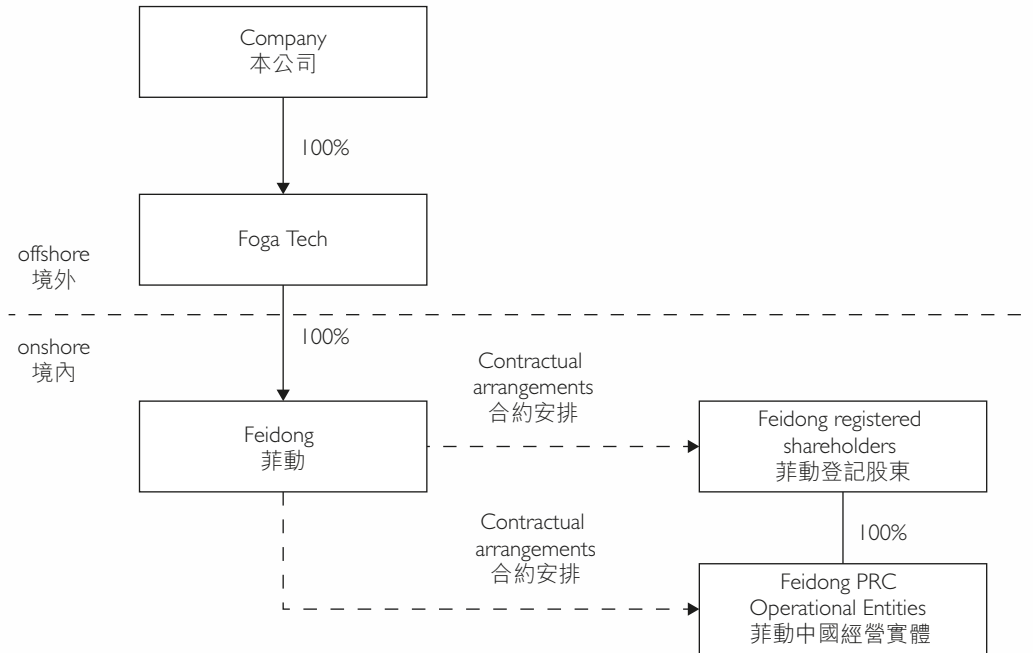 Company
本公司
100%
Foga Tech
offshore
境外
100%
onshore
境內
Contractual
arrangements
合約安排
Feidong
菲動
Feidong registered
shareholders
菲動登記股東
Contractual
arrangements
合約安排
100%
Feidong PRC
Operational Entities
菲動中國經營實體